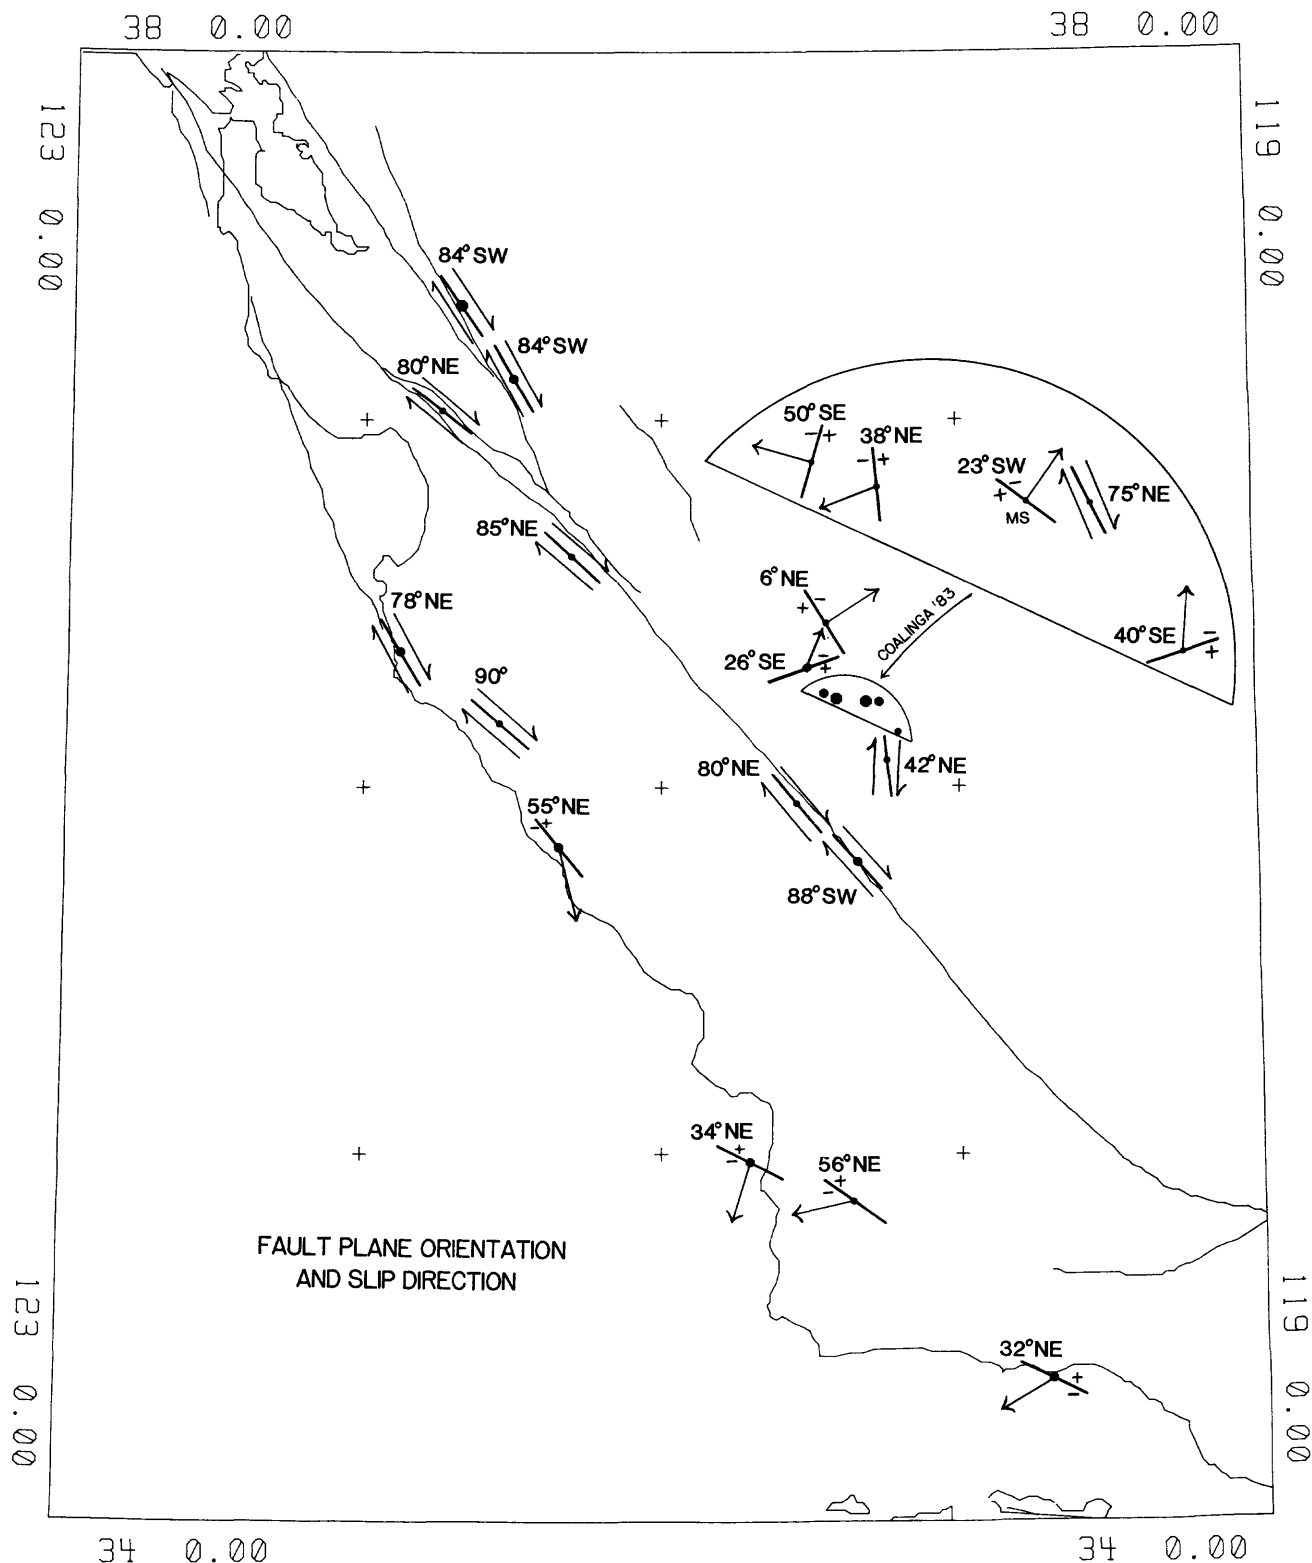 38 0.00
38 0.00
123 0.00
119 0.00
84°SW
84°SW
80°NE
50°SE
- +
38°NE
- +
23°SW
+ -
MS
75°NE
85°NE
6°NE
+ -
78°NE
COALINGA '83
40°SE
-
+
26°SE
-
+
90°
80°NE
42°NE
55°NE
- +
88°SW
34°NE
- +
56°NE
- +
FAULT PLANE ORIENTATION
AND SLIP DIRECTION
123 0.00
119 0.00
32°NE
+
-
34 0.00
34 0.00